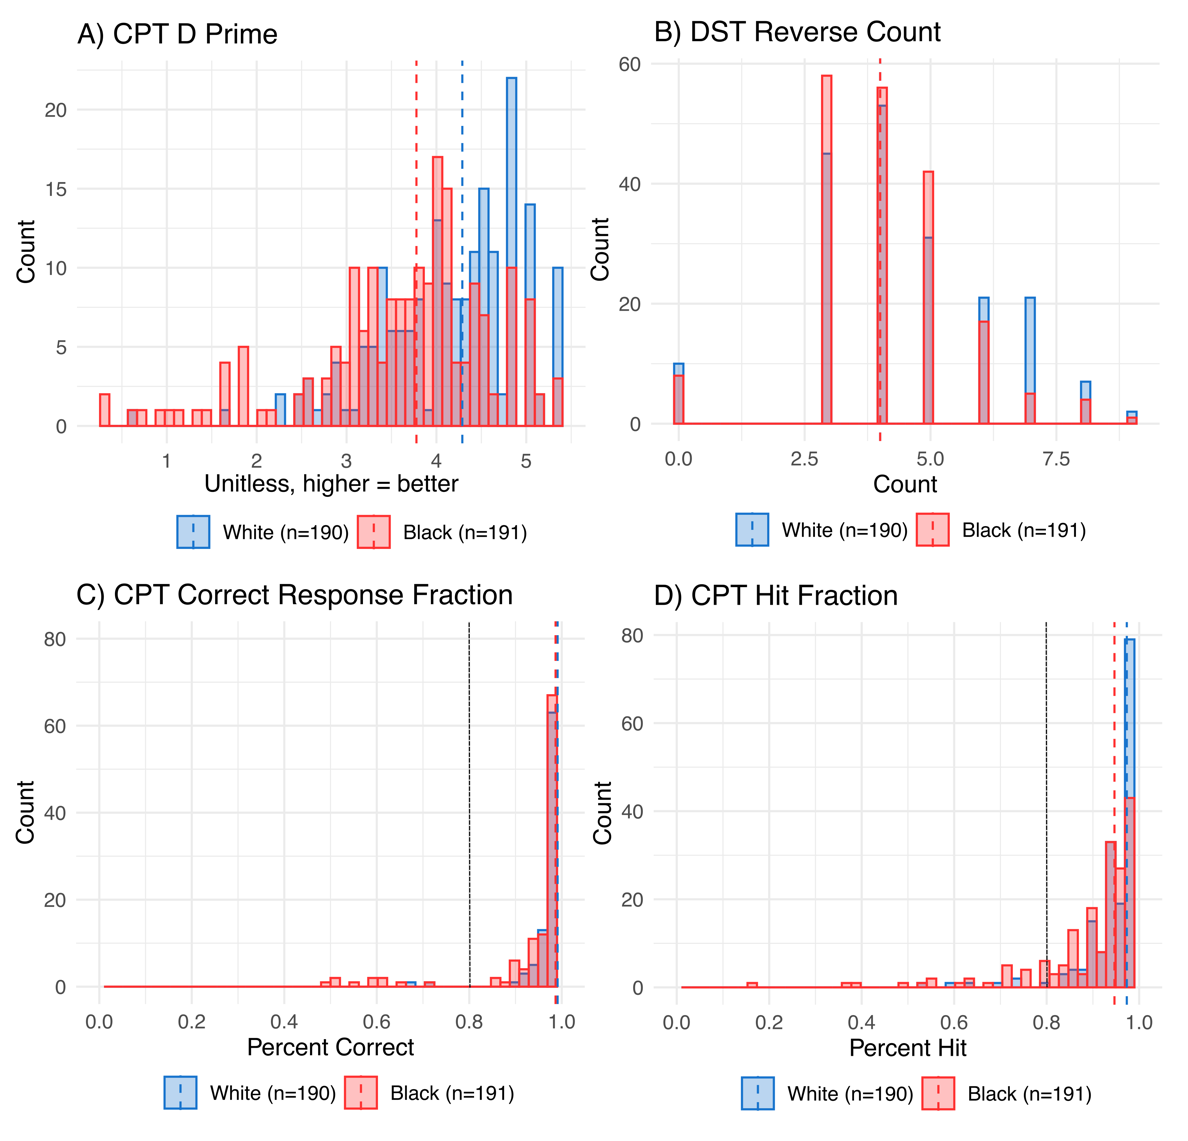 A) CPT D Prime
Count
20
15
10
5
0
1 2 3 4 5
Unitless, higher = better
White (n=190) Black (n=191)
B) DST Reverse Count
Count
60
40
20
0
0.0 2.5 5.0 7.5
Count
White (n=190) Black (n=191)
C) CPT Correct Response Fraction
Count
80
60
40
20
0
0.0 0.2 0.4 0.6 0.8 1.0
Percent Correct
White (n=190) Black (n=191)
D) CPT Hit Fraction
Count
80
60
40
20
0
0.0 0.2 0.4 0.6 0.8 1.0
Percent Hit
White (n=190) Black (n=191)